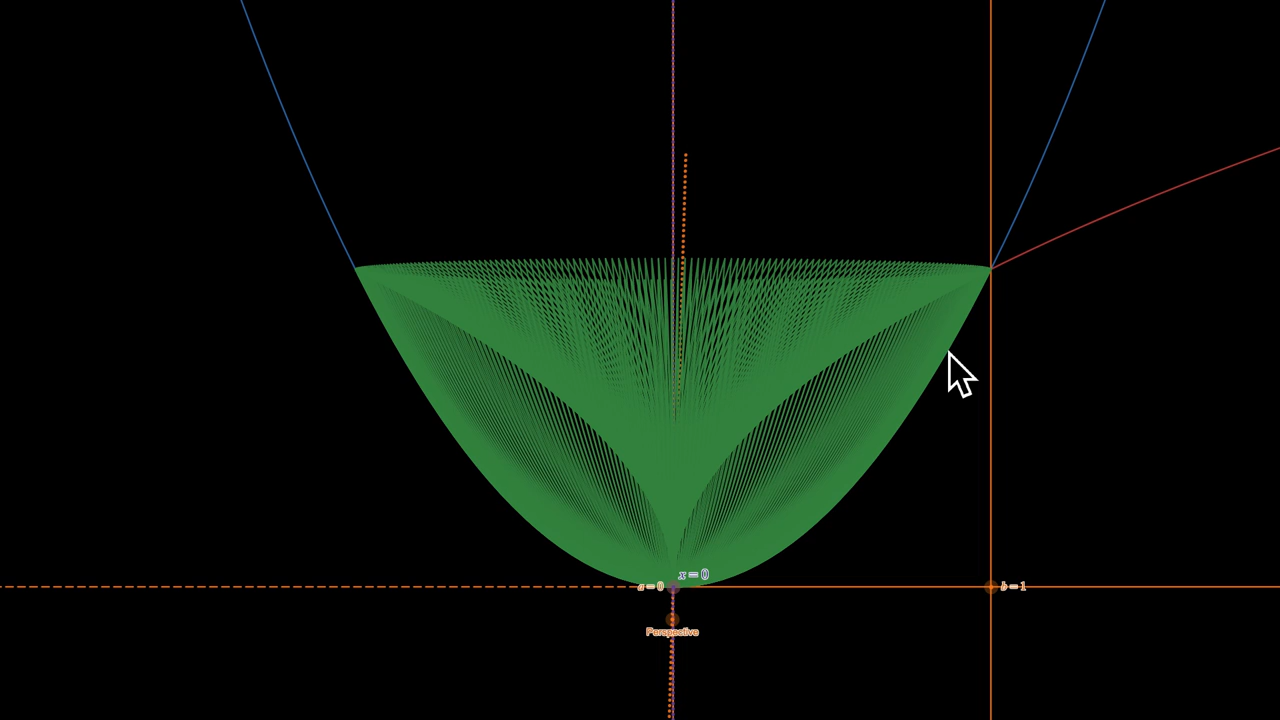 x = 0
a = 0
b = 1
Perspective